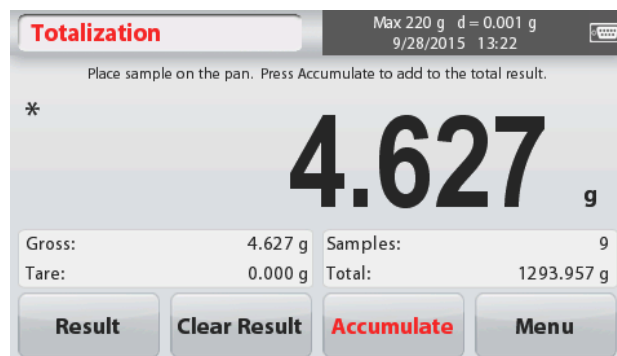 Totalization
Max 220 g d = 0.001 g
9/28/2015 13:22
Place sample on the pan. Press Accumulate to add to the total result.
*
4.627 g
Gross: 4.627 g Samples: 9
Tare: 0.000 g Total: 1293.957 g
Result Clear Result Accumulate Menu